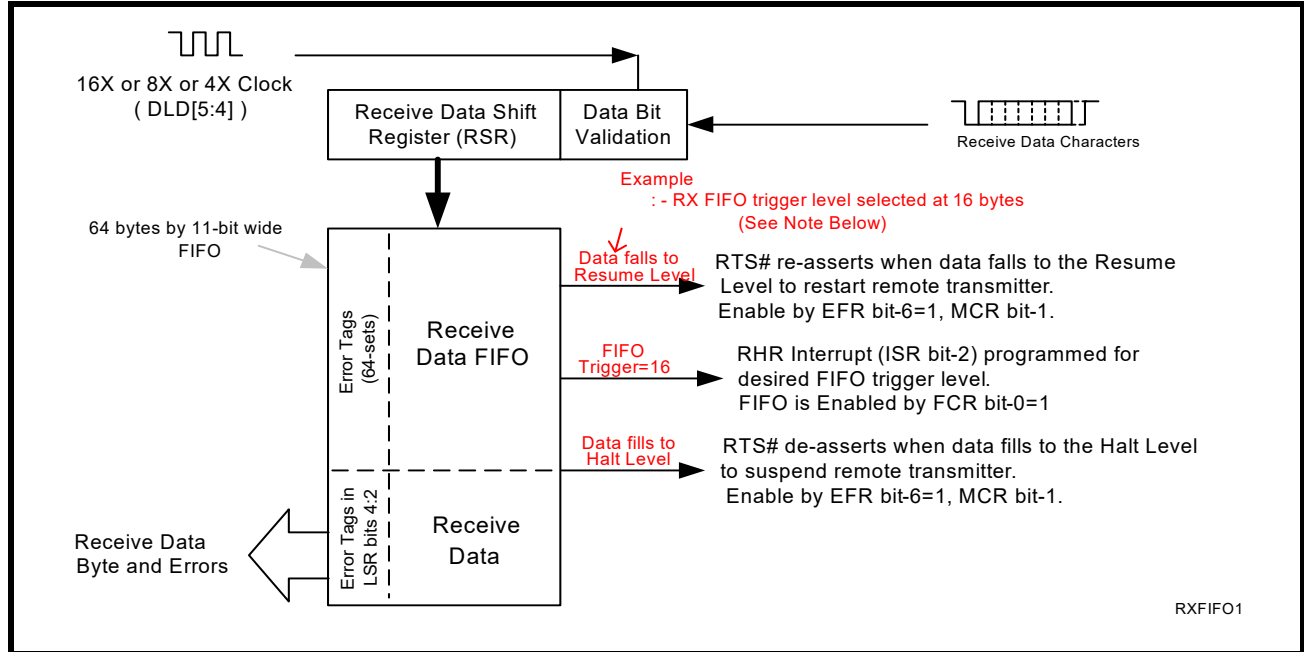 16X or 8X or 4X Clock
( DLD[5:4] )
Receive Data Shift
Register (RSR)
Data Bit
Validation
Receive Data Characters
Example
: - RX FIFO trigger level selected at 16 bytes
(See Note Below)
64 bytes by 11-bit wide
FIFO
Error Tags
(64-sets)
Receive
Data FIFO
Data falls to
Resume Level
RTS# re-asserts when data falls to the Resume
Level to restart remote transmitter.
Enable by EFR bit-6=1, MCR bit-1.
FIFO
Trigger=16
RHR Interrupt (ISR bit-2) programmed for
desired FIFO trigger level.
FIFO is Enabled by FCR bit-0=1
Data fills to
Halt Level
RTS# de-asserts when data fills to the Halt Level
to suspend remote transmitter.
Enable by EFR bit-6=1, MCR bit-1.
Error Tags in
LSR bits 4:2
Receive
Data
Receive Data
Byte and Errors
RXFIFO1